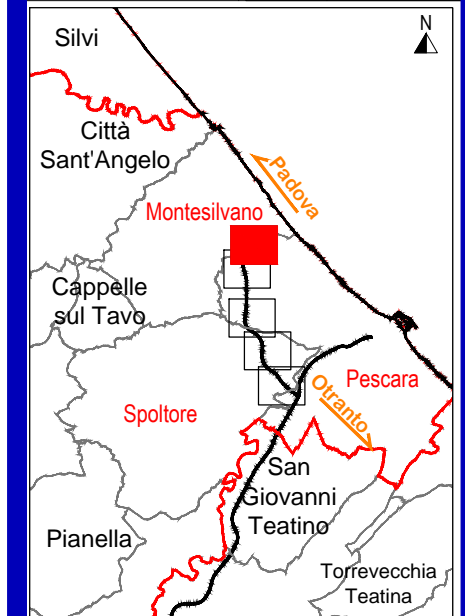 Silvi
N
Città
Sant'Angelo
Padova
Montesilvano
Cappelle
sul Tavo
Pescara
Spoltore
Otranto
San
Giovanni
Teatino
Pianella
Torrevecchia
Teatina